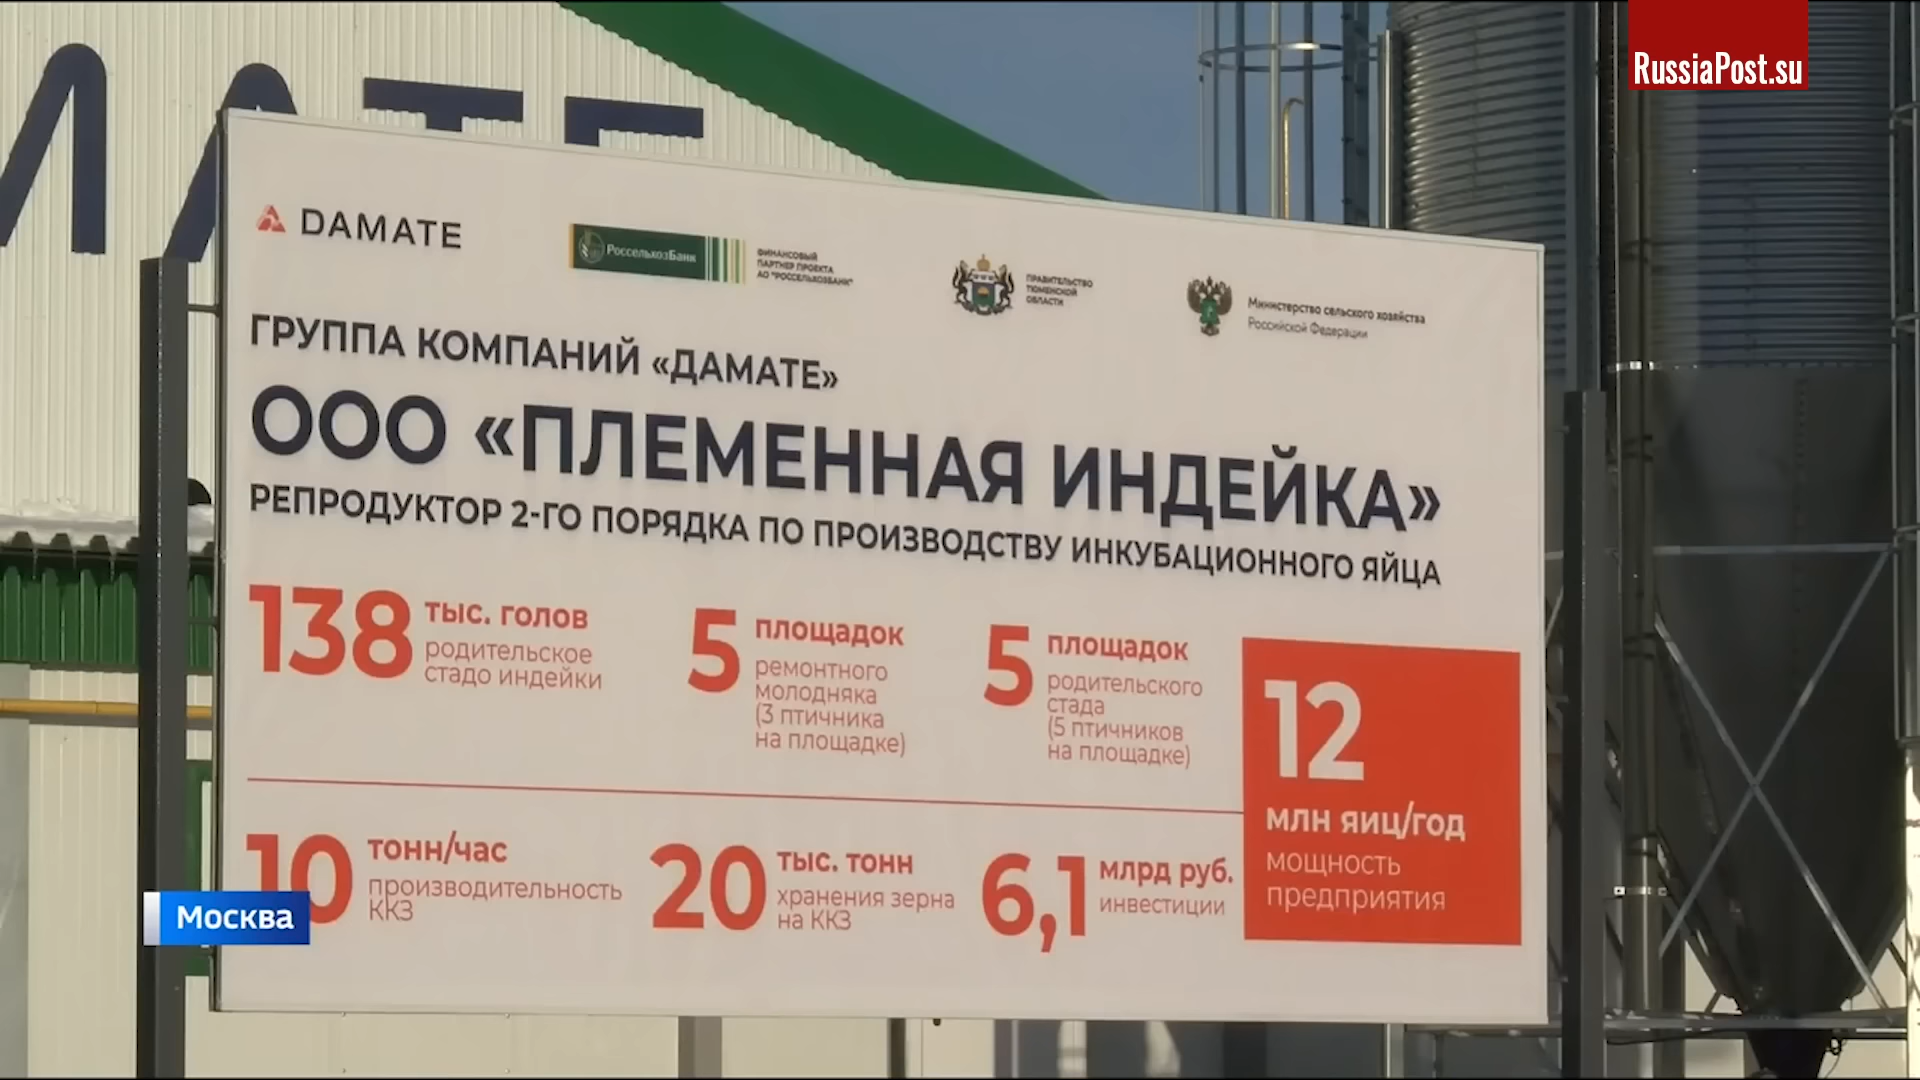 RussiaPost.su
МАТЕ
DAMATE
РоссельхозБанк
ФИНАНСОВЫЙ
ПАРТНЕР ПРОЕКТА
АО "РОССЕЛЬХОЗБАНК"
ПРАВИТЕЛЬСТВО
ТЮМЕНСКОЙ
ОБЛАСТИ
Министерство сельского хозяйства
Российской Федерации
ГРУППА КОМПАНИЙ «ДАМАТЕ»
ООО «ПЛЕМЕННАЯ ИНДЕЙКА»
РЕПРОДУКТОР 2-ГО ПОРЯДКА ПО ПРОИЗВОДСТВУ ИНКУБАЦИОННОГО ЯЙЦА
138 тыс. голов
родительское
стадо индейки
5 площадок
ремонтного
молодняка
(3 птичника
на площадке)
5 площадок
родительского
стада
(5 птичников
на площадке)
12
млн яиц/год
мощность
предприятия
10 тонн/час
производительность
ККЗ
20 тыс. тонн
хранения зерна
на ККЗ
6,1 млрд руб.
инвестиции
Москва